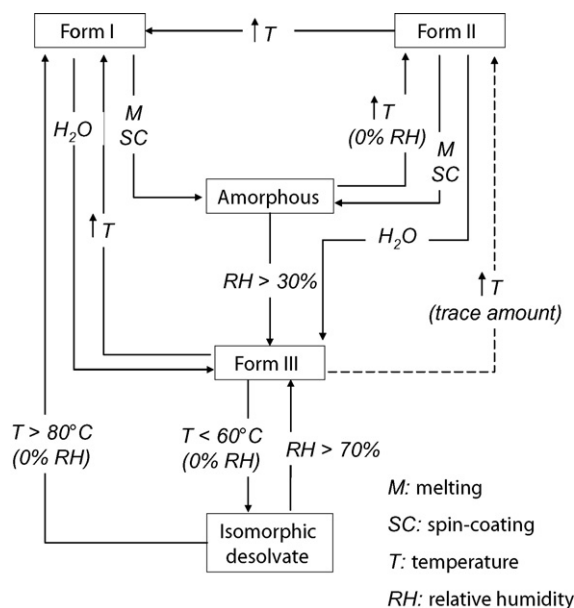 Form I
Form II
↑T
H₂O
M
SC
↑T
(0% RH)
M
SC
Amorphous
↑T
H₂O
RH > 30%
↑T
(trace amount)
Form III
T > 80°C
(0% RH)
T < 60°C
(0% RH)
RH > 70%
Isomorphic
desolvate
M: melting
SC: spin-coating
T: temperature
RH: relative humidity